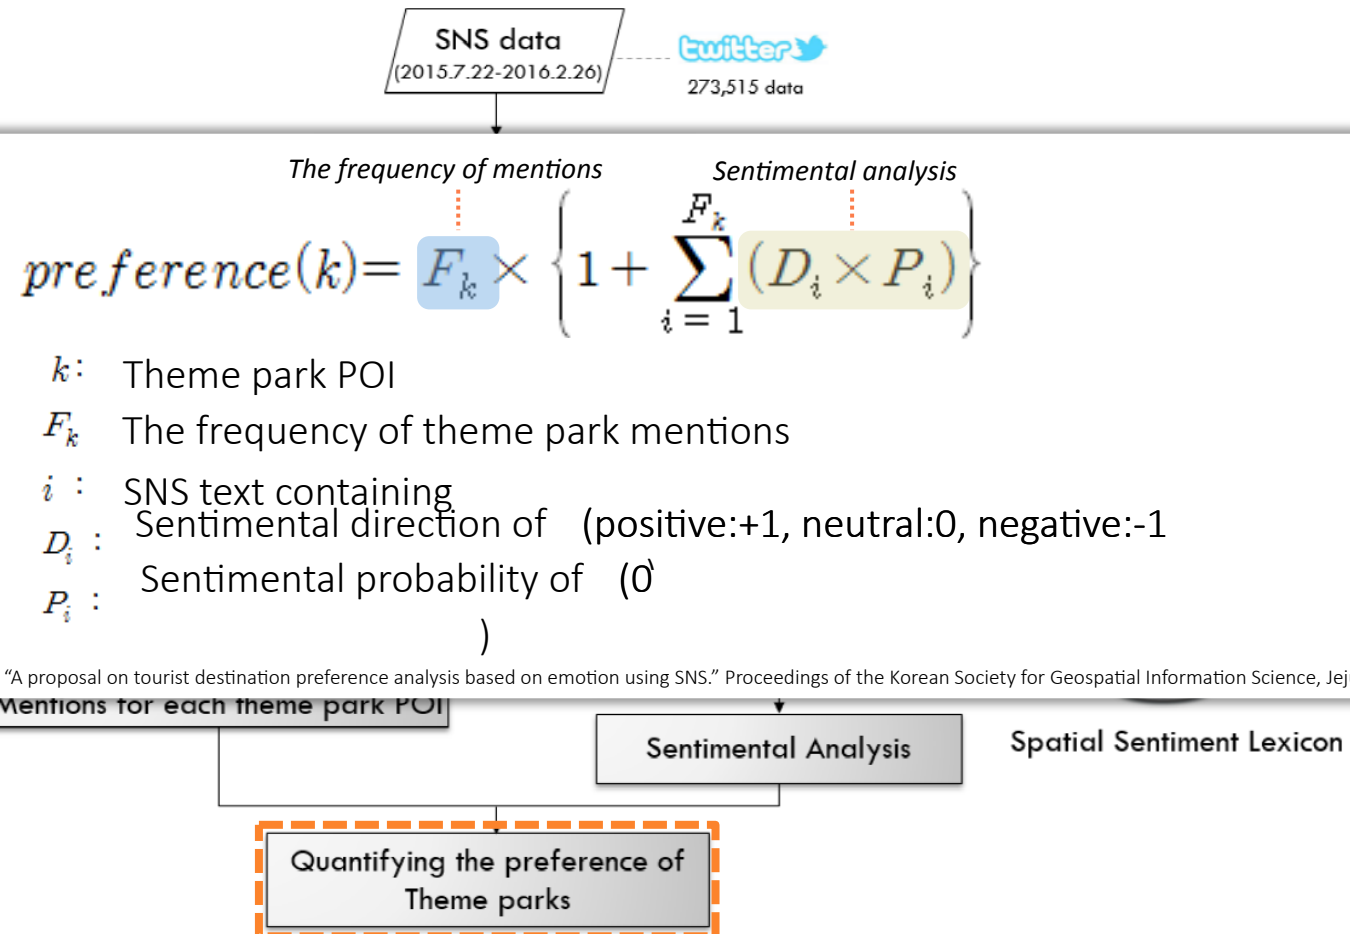 SNS data
(2015.7.22-2016.2.26)
twitter
273,515 data
The frequency of mentions
Sentimental analysis
preference(k)= F_k × { 1 + ∑_{i = 1}^{F_k} (D_i × P_i) }
k: Theme park POI
F_k The frequency of theme park mentions
i : SNS text containing
D_i : Sentimental direction of (positive:+1, neutral:0, negative:-1
P_i : Sentimental probability of (0
)
“A proposal on tourist destination preference analysis based on emotion using SNS.” Proceedings of the Korean Society for Geospatial Information Science, Jej
Mentions for each theme park POI
Sentimental Analysis
Spatial Sentiment Lexicon
Quantifying the preference of
Theme parks